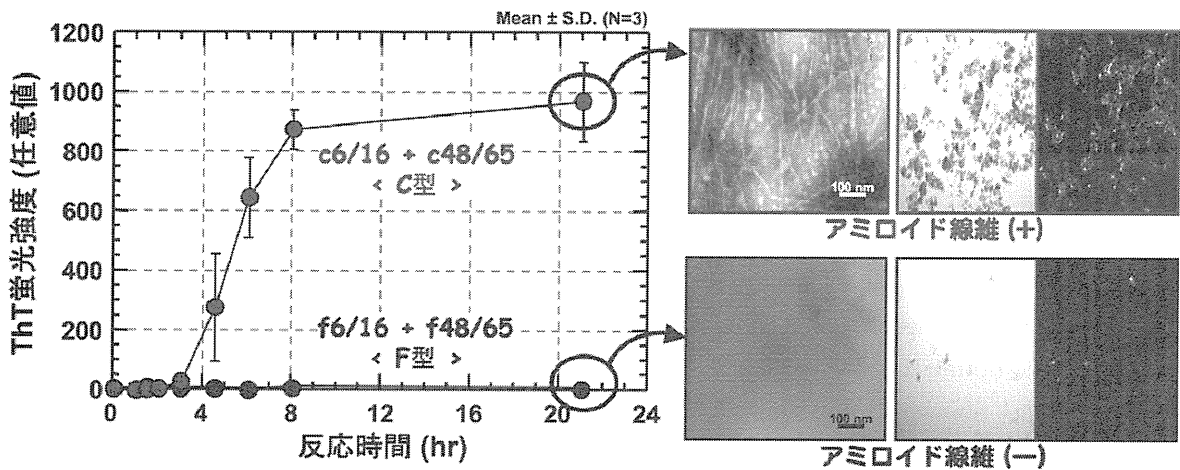 Mean ± S.D. (N=3)
ThT蛍光強度 (任意値)
1200
1000
800
600
400
200
0
0
4
8
12
16
20
24
反応時間 (hr)
c6/16 + c48/65
< C型 >
f6/16 + f48/65
< F型 >
100 nm
アミロイド線維 (+)
100 nm
アミロイド線維 (ー)